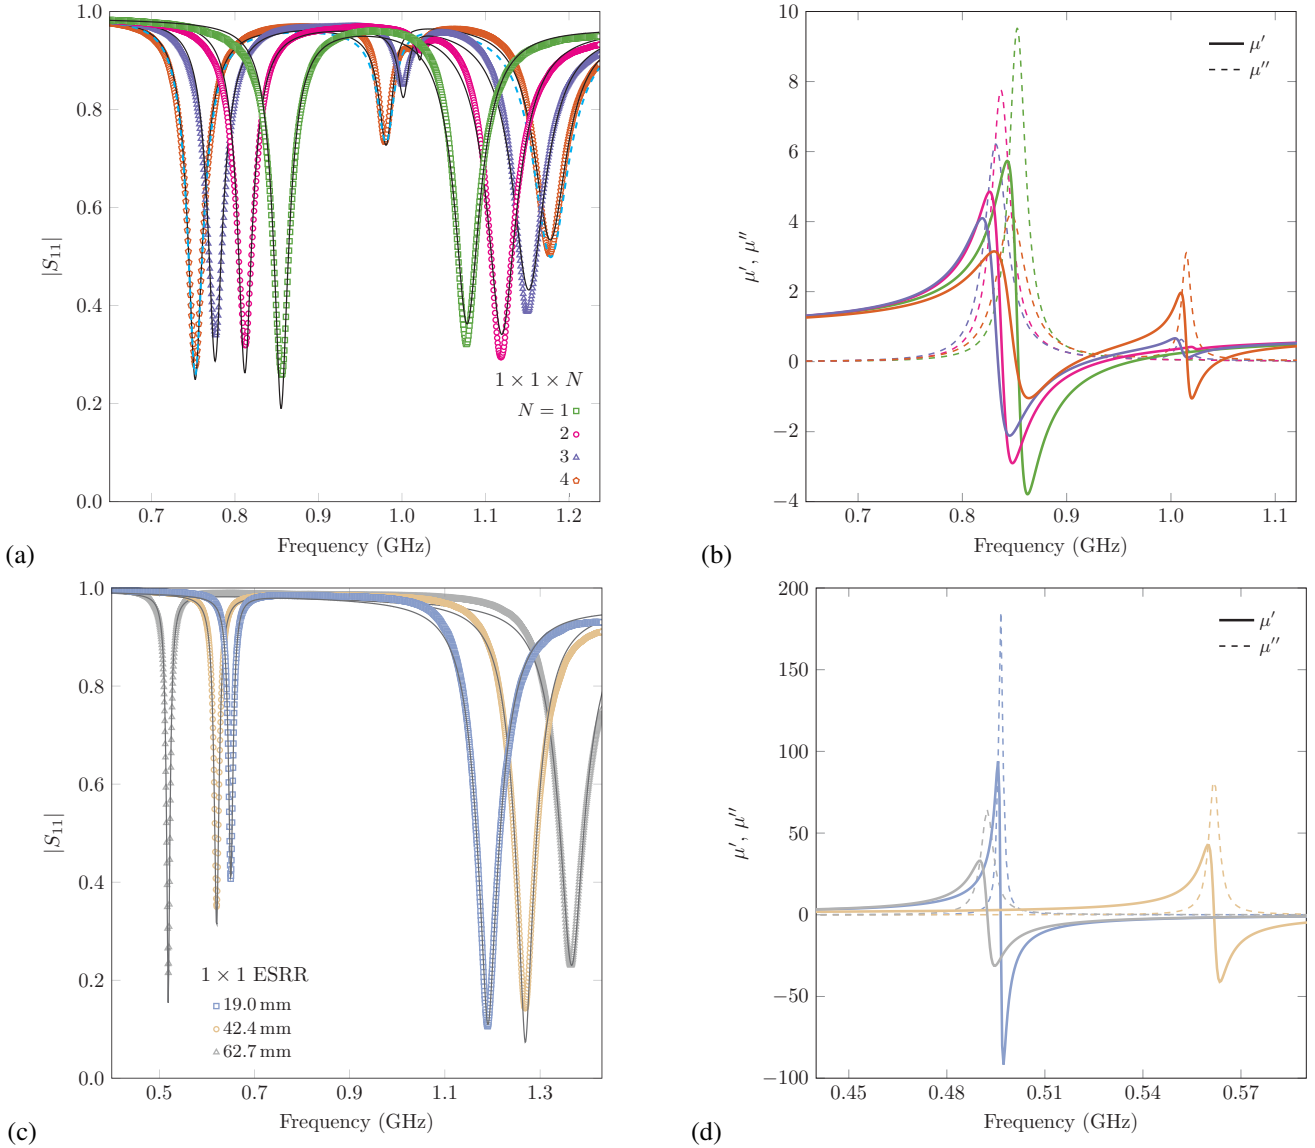 1.0
0.8
0.6
0.4
0.2
0.0
|S11|
1 × 1 × N
N = 1
2
3
4
0.7 0.8 0.9 1.0 1.1 1.2
Frequency (GHz)
(a)
10
8
6
4
2
0
−2
−4
μ′, μ″
μ′
μ″
0.7 0.8 0.9 1.0 1.1
Frequency (GHz)
(b)
1.0
0.8
0.6
0.4
0.2
0.0
|S11|
1 × 1 ESRR
19.0 mm
42.4 mm
62.7 mm
0.5 0.7 0.9 1.1 1.3
Frequency (GHz)
(c)
200
150
100
50
0
−50
−100
μ′, μ″
μ′
μ″
0.45 0.48 0.51 0.54 0.57
Frequency (GHz)
(d)